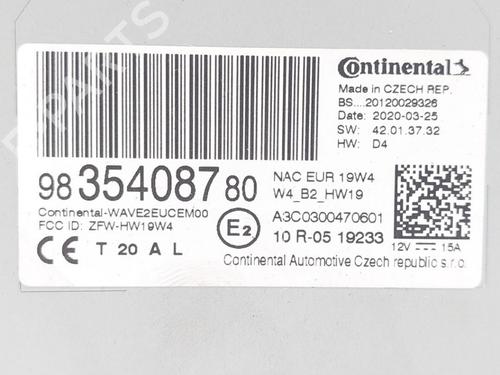 Continental
Made in CZECH REP.
BS....20120029326
Date: 2020-03-25
SW: 42.01.37.32
HW: D4
98 354087 80
NAC EUR 19W4
W4_B2_HW19
Continental-WAVE2EUCEM00
FCC ID: ZFW-HW19W4
E2
A3C0300470601
10 R-05 19233
12V 15A
CE T 20 A L
Continental Automotive Czech republic s.r.o.